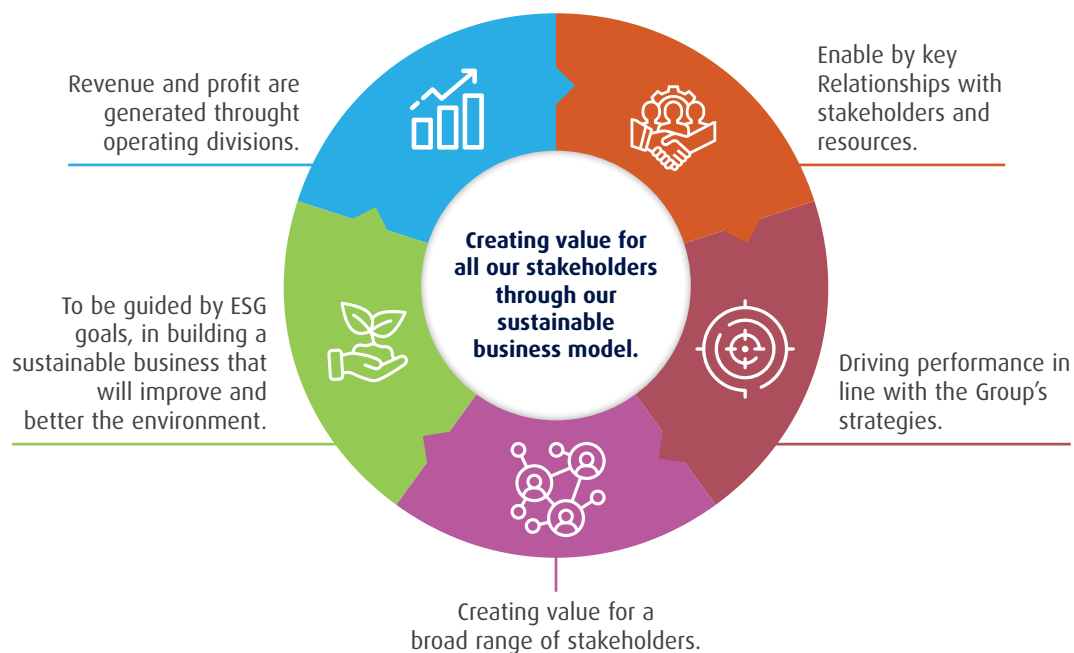 Revenue and profit are
generated throught
operating divisions.
Enable by key
Relationships with
stakeholders and
resources.
Creating value for
all our stakeholders
through our
sustainable
business model.
To be guided by ESG
goals, in building a
sustainable business that
will improve and
better the environment.
Driving performance in
line with the Group's
strategies.
Creating value for a
broad range of stakeholders.